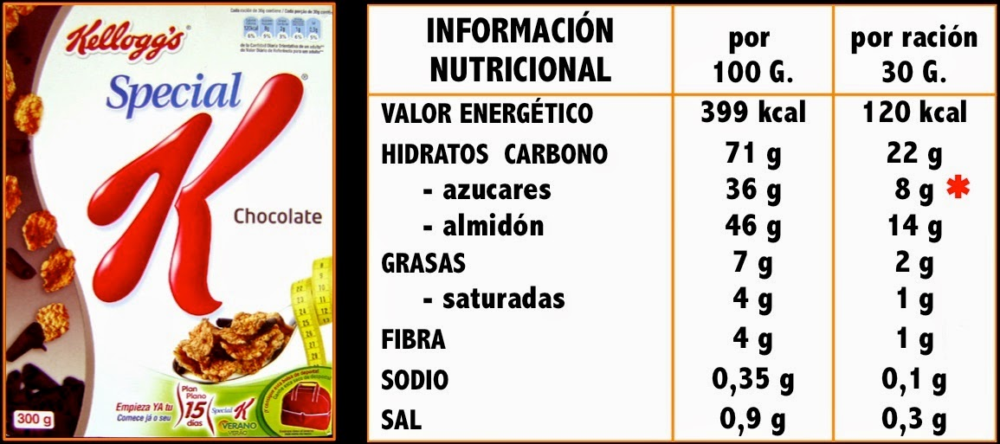 Kellogg's
Special
K
Chocolate
Empieza YA tu
Comece já o seu
Plan
Plano
15
días
Special K
VERANO
VERÃO
300 g
INFORMACIÓN
NUTRICIONAL
por
100 G.
por ración
30 G.
VALOR ENERGÉTICO 399 kcal 120 kcal
HIDRATOS CARBONO 71 g 22 g
- azucares 36 g 8 g *
- almidón 46 g 14 g
GRASAS 7 g 2 g
- saturadas 4 g 1 g
FIBRA 4 g 1 g
SODIO 0,35 g 0,1 g
SAL 0,9 g 0,3 g